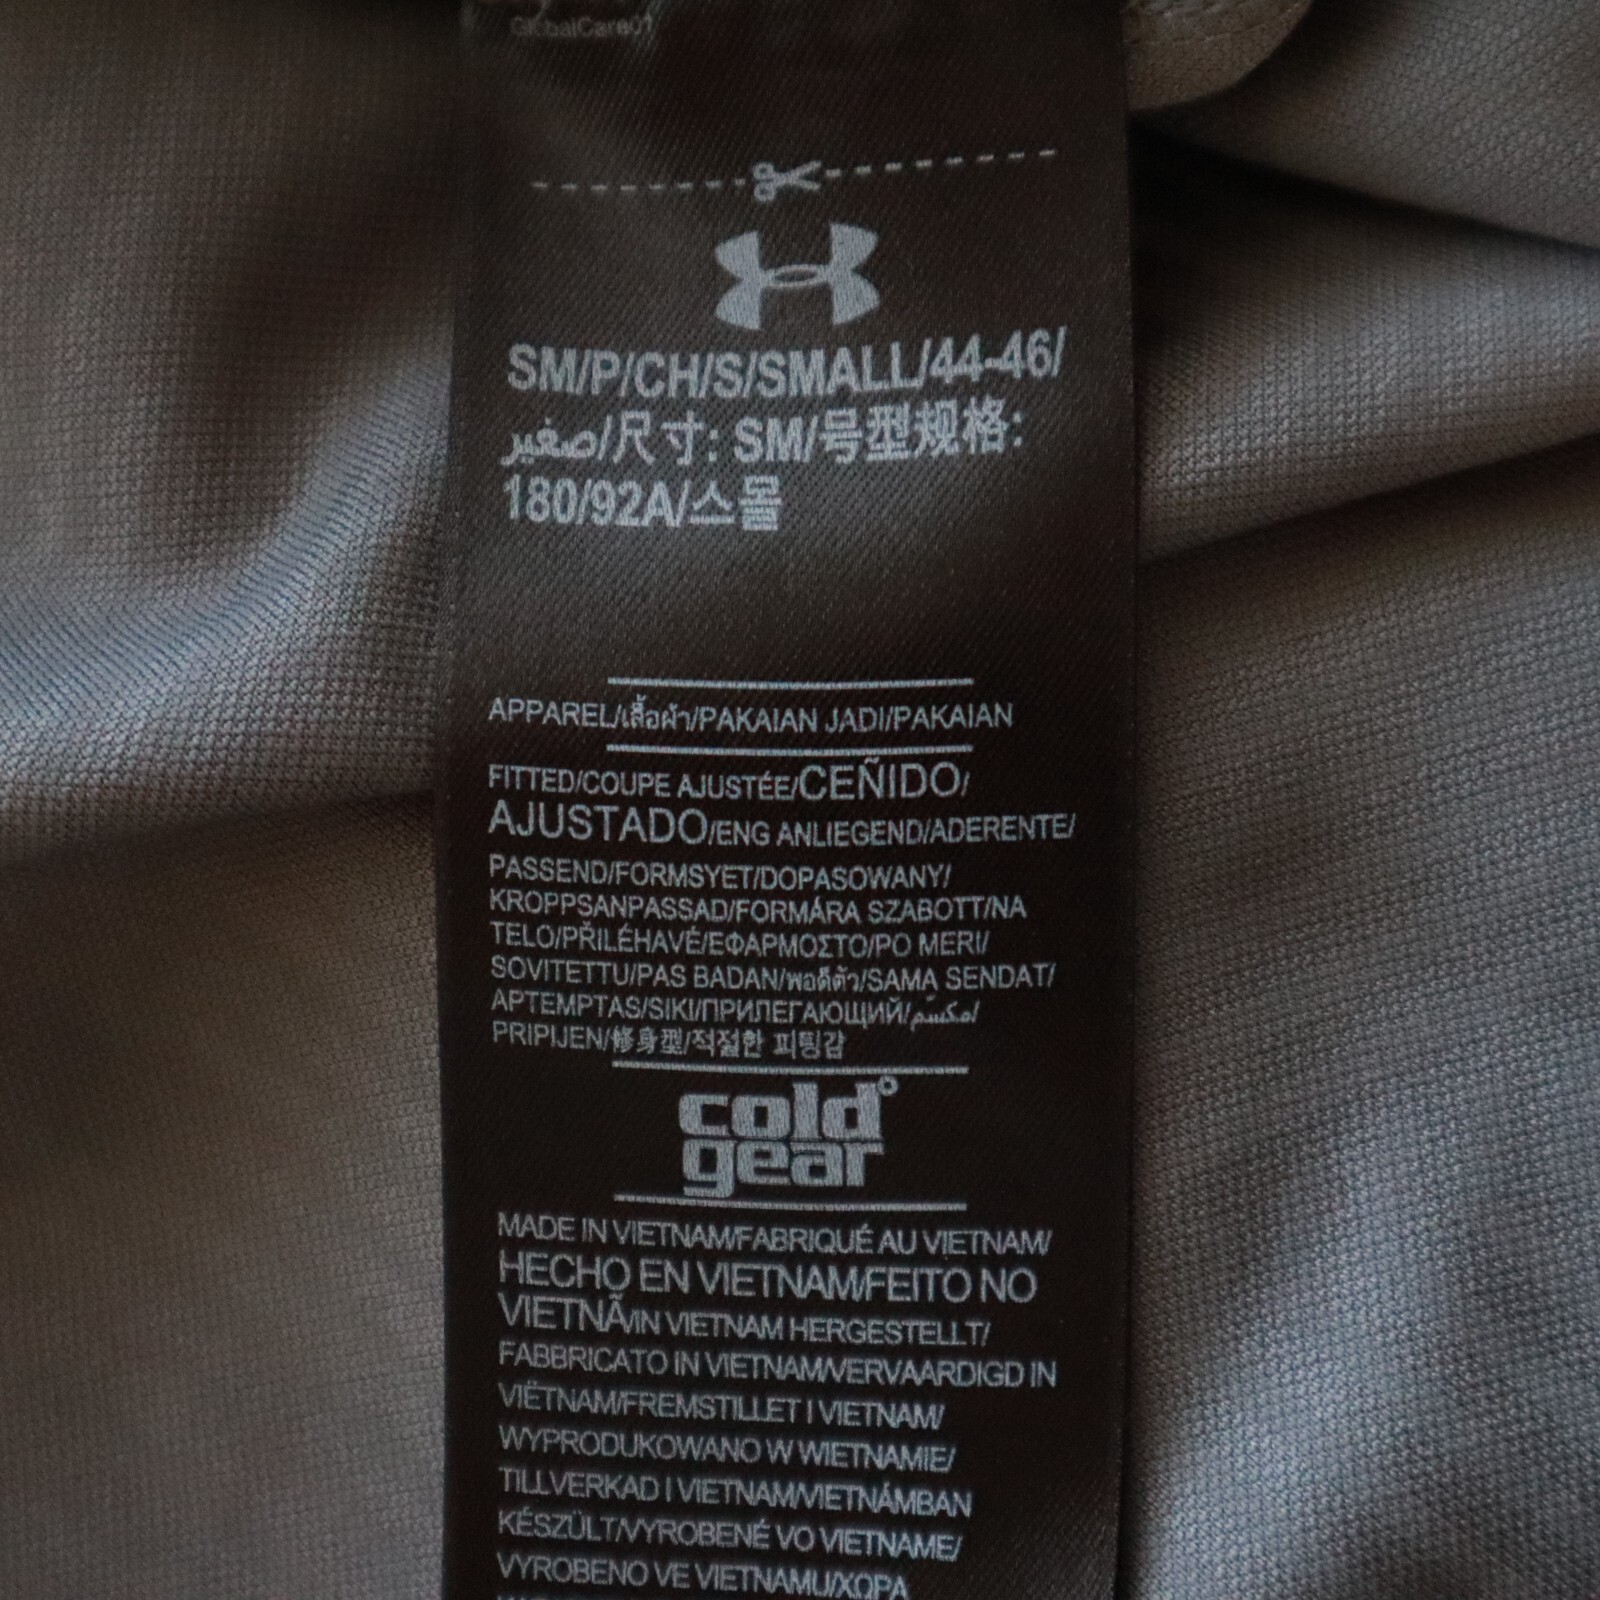 GlobalCare01
SM/P/CH/S/SMALL/44-46/
صغير/尺寸: SM/号型规格:
180/92A/스몰
APPAREL/เสื้อผ้า/PAKAIAN JADI/PAKAIAN
FITTED/COUPE AJUSTÉE/CEÑIDO/
AJUSTADO/ENG ANLIEGEND/ADERENTE/
PASSEND/FORMSYET/DOPASOWANY/
KROPPSANPASSAD/FORMÁRA SZABOTT/NA
TELO/PŘILÉHAVÉ/ΕΦΑΡΜΟΣΤΟ/PO MERI/
SOVITETTU/PAS BADAN/พอดีตัว/SAMA SENDAT/
APTEMPTAS/SIKI/ПРИЛЕГАЮЩИЙ/مكسّم/
PRIPIJEN/修身型/적절한 피팅감
cold°
gear
MADE IN VIETNAM/FABRIQUÉ AU VIETNAM/
HECHO EN VIETNAM/FEITO NO
VIETNÃ/IN VIETNAM HERGESTELLT/
FABBRICATO IN VIETNAM/VERVAARDIGD IN
VIËTNAM/FREMSTILLET I VIETNAM/
WYPRODUKOWANO W WIETNAMIE/
TILLVERKAD I VIETNAM/VIETNÁMBAN
KÉSZÜLT/VYROBENÉ VO VIETNAME/
VYROBENO VE VIETNAMU/ΧΩΡΑ